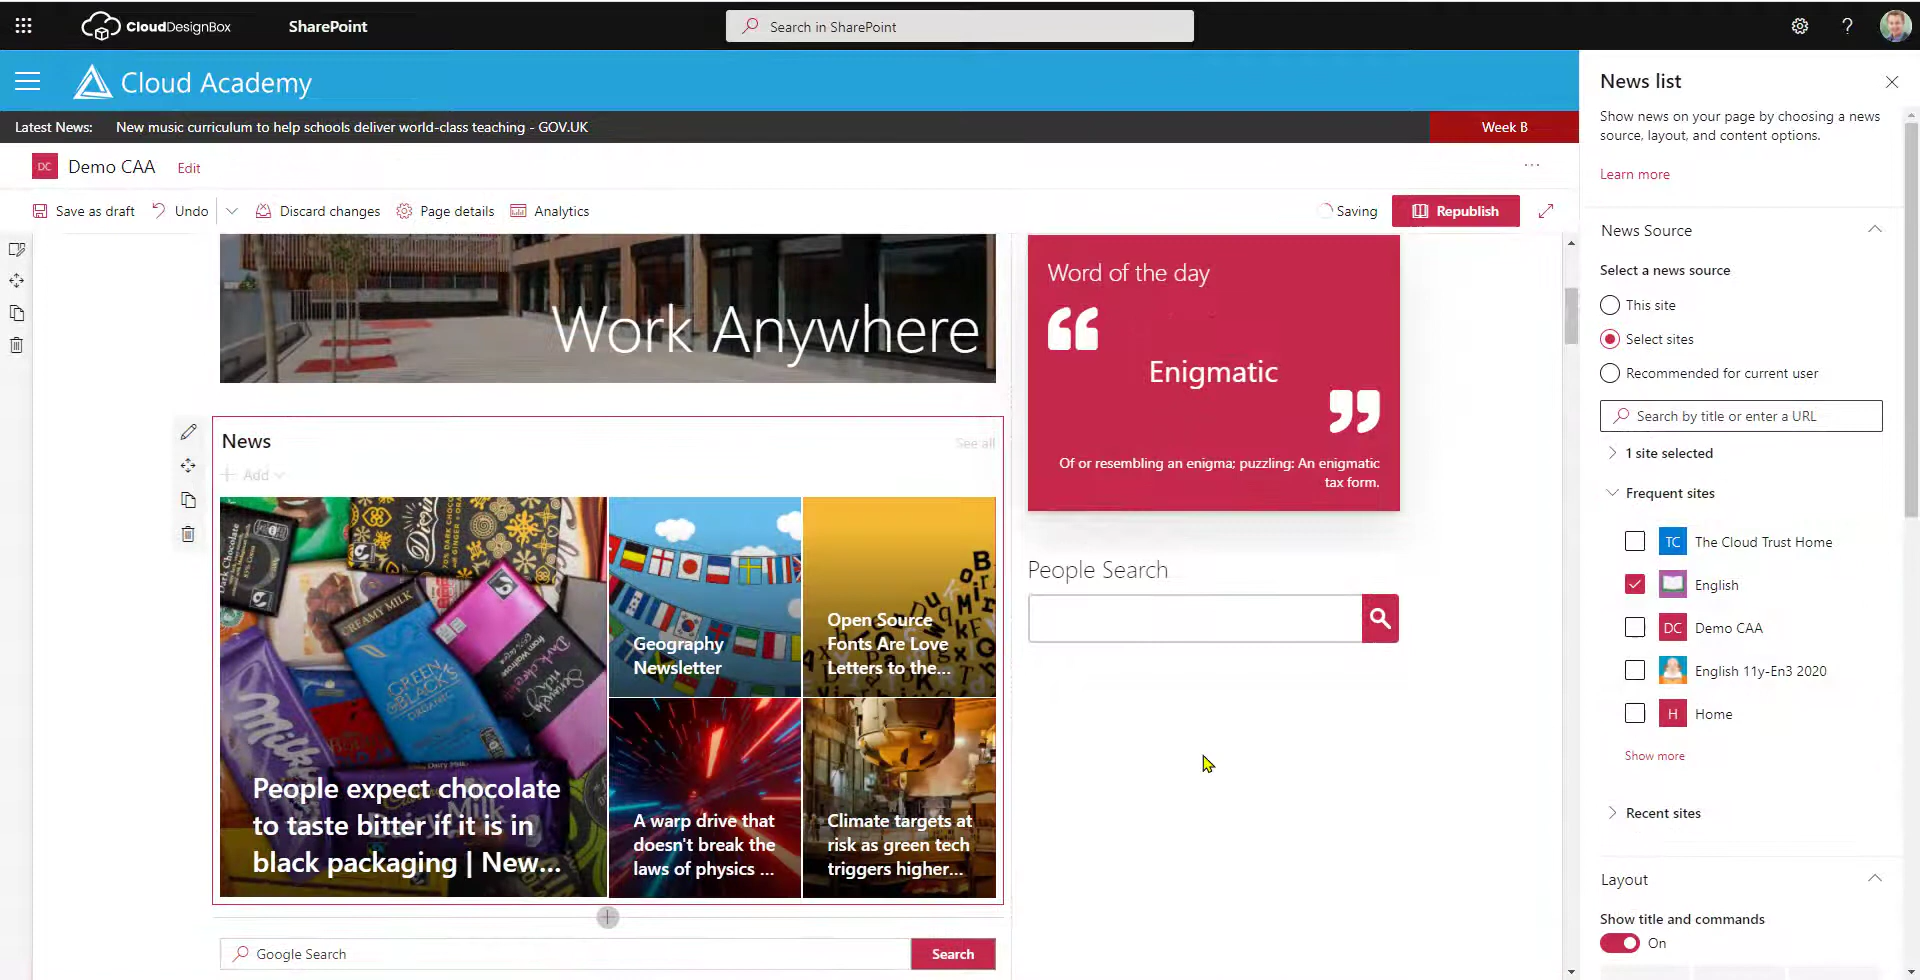 CloudDesignBox
SharePoint
Search in SharePoint
?
Cloud Academy
Latest News: New music curriculum to help schools deliver world-class teaching - GOV.UK
Week B
DC Demo CAA Edit
Save as draft Undo Discard changes Page details Analytics
Saving Republish
Work Anywhere
News
See all
Add
People expect chocolate
to taste bitter if it is in
black packaging | New...
Geography
Newsletter
Open Source
Fonts Are Love
Letters to the...
A warp drive that
doesn't break the
laws of physics ...
Climate targets at
risk as green tech
triggers higher...
Google Search
Search
Word of the day
Enigmatic
Of or resembling an enigma; puzzling: An enigmatic
tax form.
People Search
News list
Show news on your page by choosing a news
source, layout, and content options.
Learn more
News Source
Select a news source
This site
Select sites
Recommended for current user
Search by title or enter a URL
1 site selected
Frequent sites
TC The Cloud Trust Home
English
DC Demo CAA
English 11y-En3 2020
H Home
Show more
Recent sites
Layout
Show title and commands
On